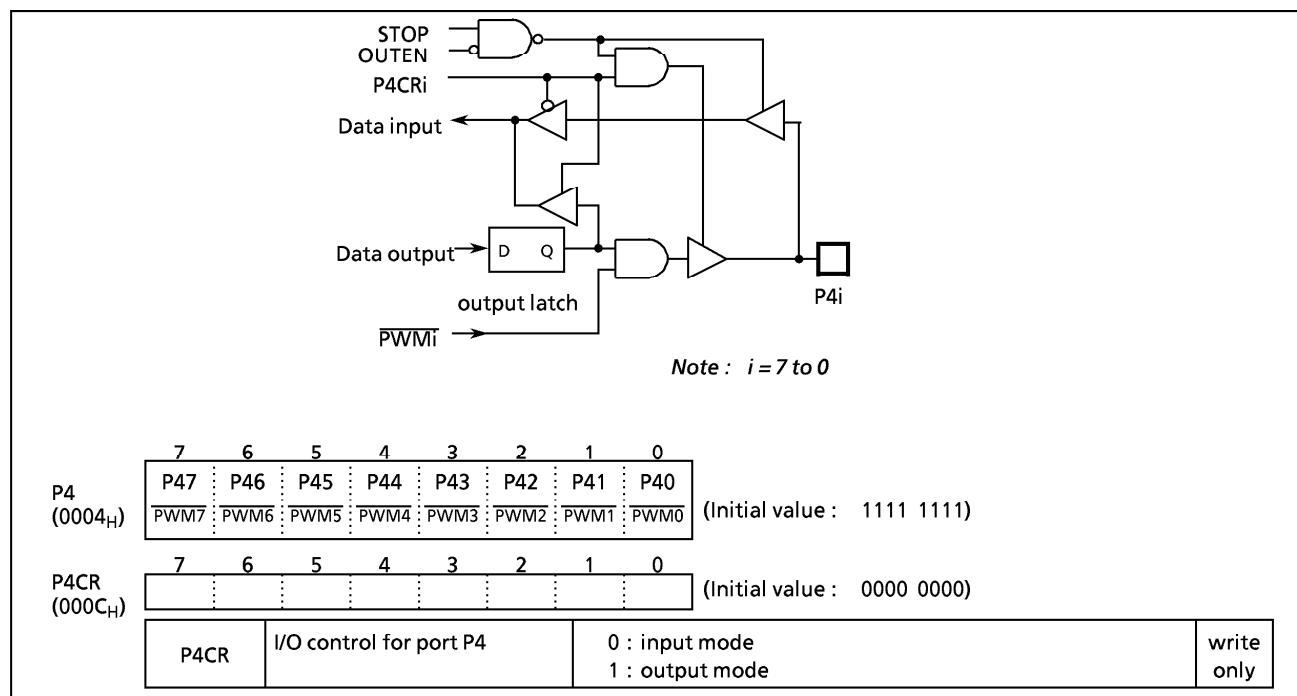 STOP
OUTEN
P4CRi
Data input
Data output
D Q
output latch
P4i
PWMi
Note : i = 7 to 0
7 6 5 4 3 2 1 0
P4 (0004H)
P47 P46 P45 P44 P43 P42 P41 P40
PWM7 PWM6 PWM5 PWM4 PWM3 PWM2 PWM1 PWM0
(Initial value : 1111 1111)
7 6 5 4 3 2 1 0
P4CR (000CH)
(Initial value : 0000 0000)
P4CR
I/O control for port P4
0 : input mode
1 : output mode
write
only